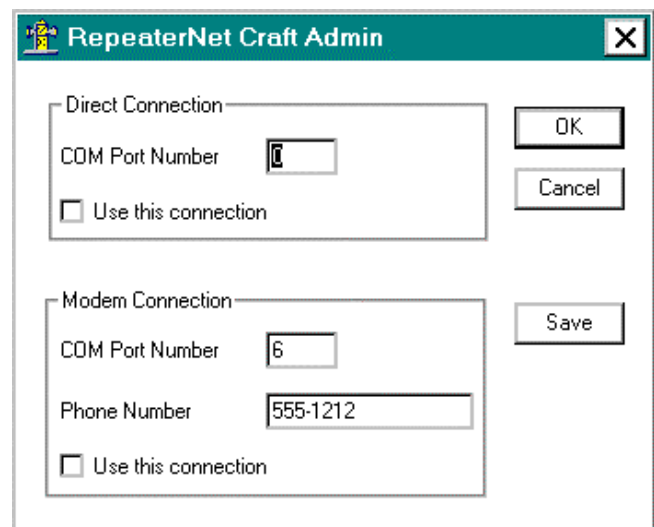 RepeaterNet Craft Admin
Direct Connection
COM Port Number 0
Use this connection
OK
Cancel
Modem Connection
COM Port Number 6
Phone Number 555-1212
Use this connection
Save